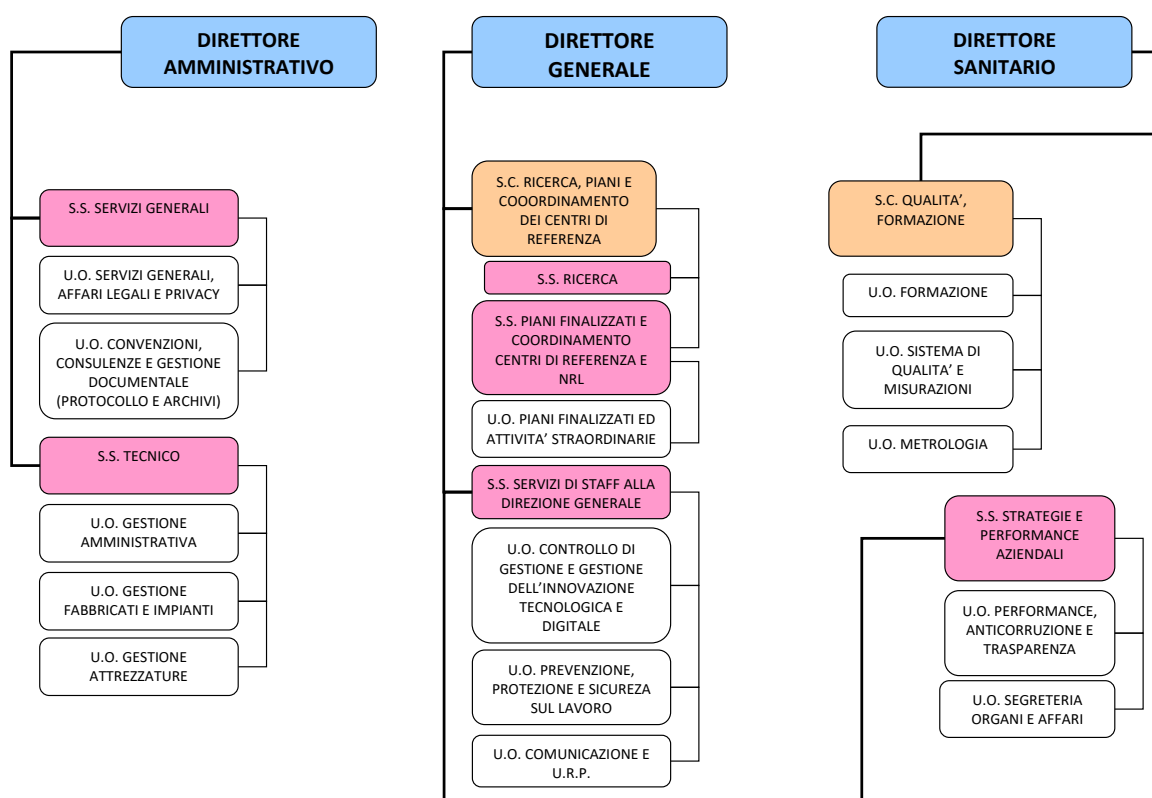 DIRETTORE
AMMINISTRATIVO
S.S. SERVIZI GENERALI
U.O. SERVIZI GENERALI,
AFFARI LEGALI E PRIVACY
U.O. CONVENZIONI,
CONSULENZE E GESTIONE
DOCUMENTALE
(PROTOCOLLO E ARCHIVI)
S.S. TECNICO
U.O. GESTIONE
AMMINISTRATIVA
U.O. GESTIONE
FABBRICATI E IMPIANTI
U.O. GESTIONE
ATTREZZATURE
DIRETTORE
GENERALE
S.C. RICERCA, PIANI E
COOORDINAMENTO
DEI CENTRI DI
REFERENZA
S.S. RICERCA
S.S. PIANI FINALIZZATI E
COORDINAMENTO
CENTRI DI REFERENZA E
NRL
U.O. PIANI FINALIZZATI ED
ATTIVITA’ STRAORDINARIE
S.S. SERVIZI DI STAFF ALLA
DIREZIONE GENERALE
U.O. CONTROLLO DI
GESTIONE E GESTIONE
DELL’INNOVAZIONE
TECNOLOGICA E
DIGITALE
U.O. PREVENZIONE,
PROTEZIONE E SICUREZA
SUL LAVORO
U.O. COMUNICAZIONE E
U.R.P.
DIRETTORE
SANITARIO
S.C. QUALITA’,
FORMAZIONE
U.O. FORMAZIONE
U.O. SISTEMA DI
QUALITA’ E
MISURAZIONI
U.O. METROLOGIA
S.S. STRATEGIE E
PERFORMANCE
AZIENDALI
U.O. PERFORMANCE,
ANTICORRUZIONE E
TRASPARENZA
U.O. SEGRETERIA
ORGANI E AFFARI